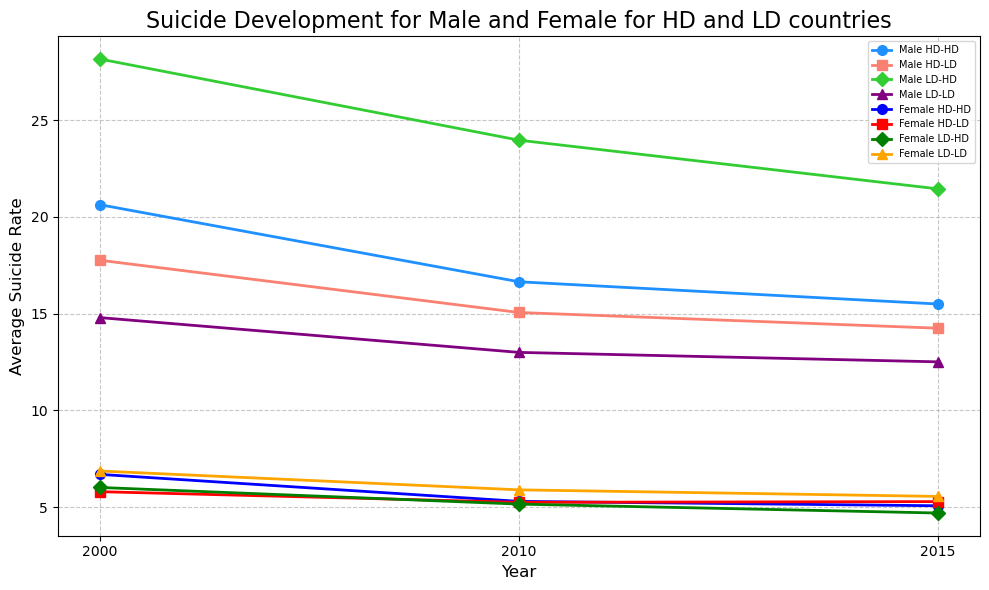 Suicide Development for Male and Female for HD and LD countries
Male HD-HD
Male HD-LD
Male LD-HD
Male LD-LD
Female HD-HD
Female HD-LD
Female LD-HD
Female LD-LD
Average Suicide Rate
25
20
15
10
5
2000
2010
2015
Year